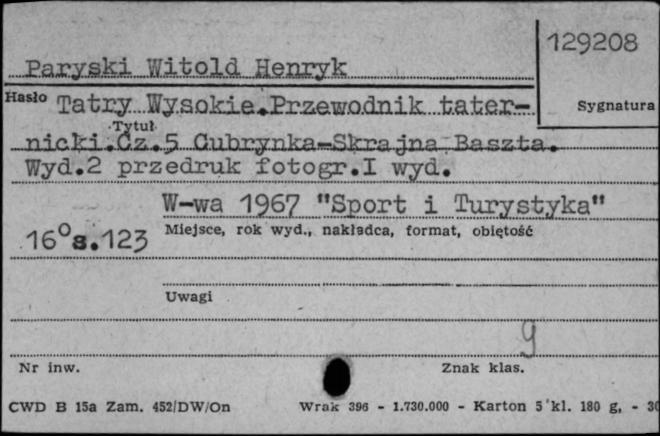 129208
Paryski Witold Henryk
Hasło Tatry Wysokie.Przewodnik tater- Sygnatura
Tytuł
nicki.Cz.5 Cubrynka-Skrajna Baszta.
Wyd.2 przedruk fotogr.I wyd.
W-wa 1967 "Sport i Turystyka"
16°s.123 Miejsce, rok wyd., nakładca, format, objętość
Uwagi
9
Nr inw. Znak klas.
CWD B 15a Zam. 452/DW/On Wrak 396 - 1.730.000 - Karton 5 kl. 180 g, - 30